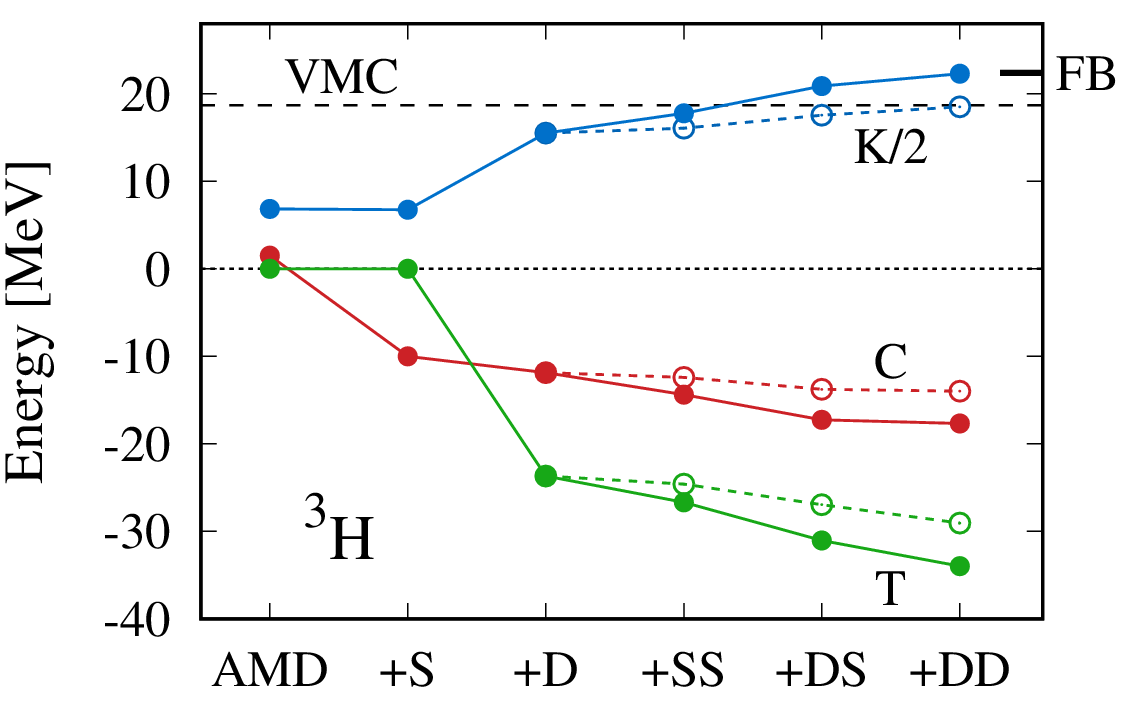 VMC
FB
20
K/2
10
0
-10
C
-20
-30
³H
T
-40
Energy [MeV]
AMD +S +D +SS +DS +DD